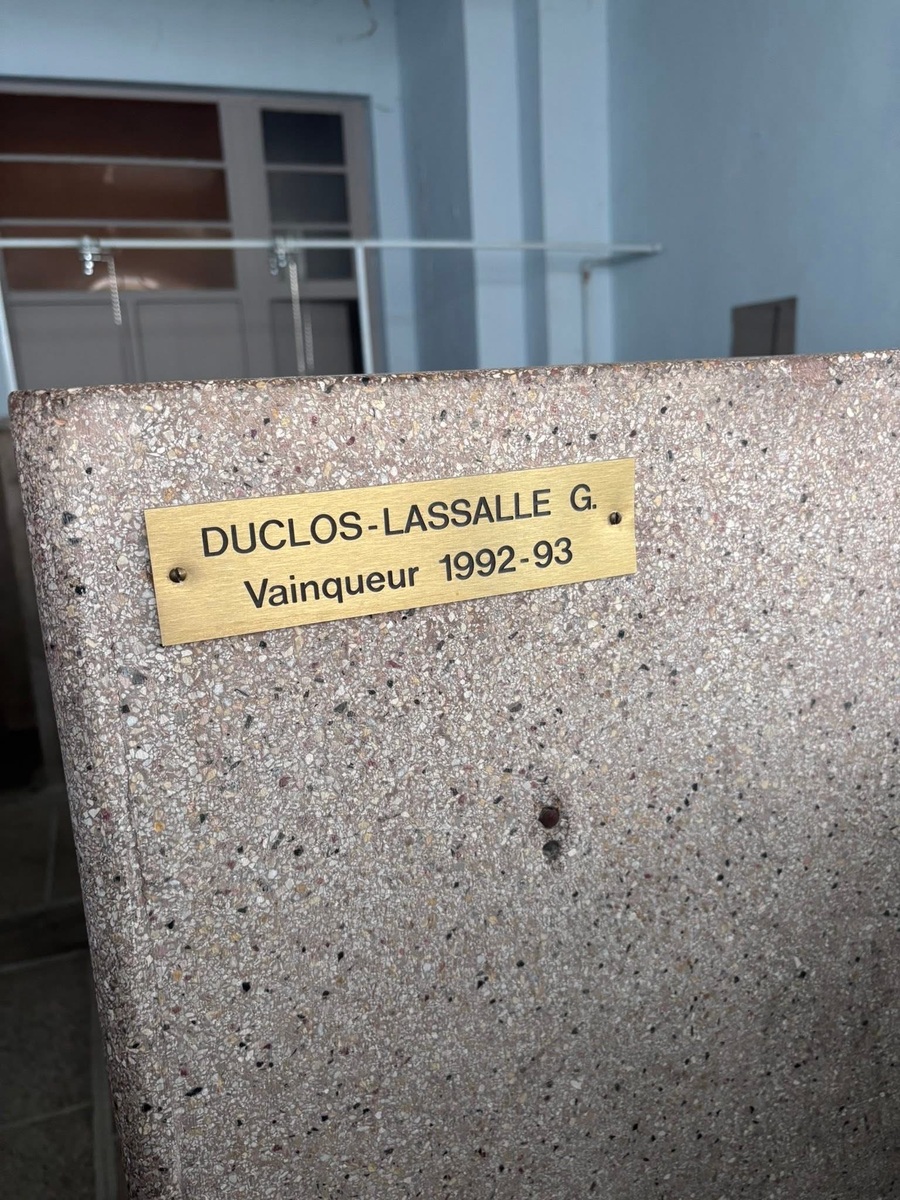 DUCLOS-LASSALLE G.
Vainqueur 1992-93